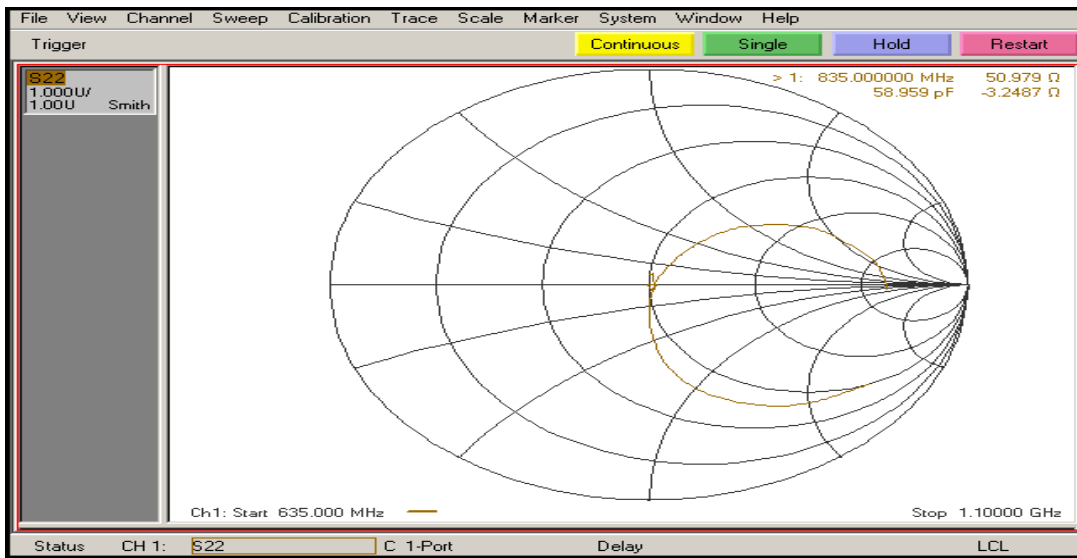 File View Channel Sweep Calibration Trace Scale Marker System Window Help
Trigger Continuous Single Hold Restart
S22
1.000U/
1.00U Smith
> 1: 835.000000 MHz 50.979 Ω
58.959 pF -3.2487 Ω
Ch1: Start 635.000 MHz Stop 1.10000 GHz
Status CH 1: S22 C 1-Port Delay LCL